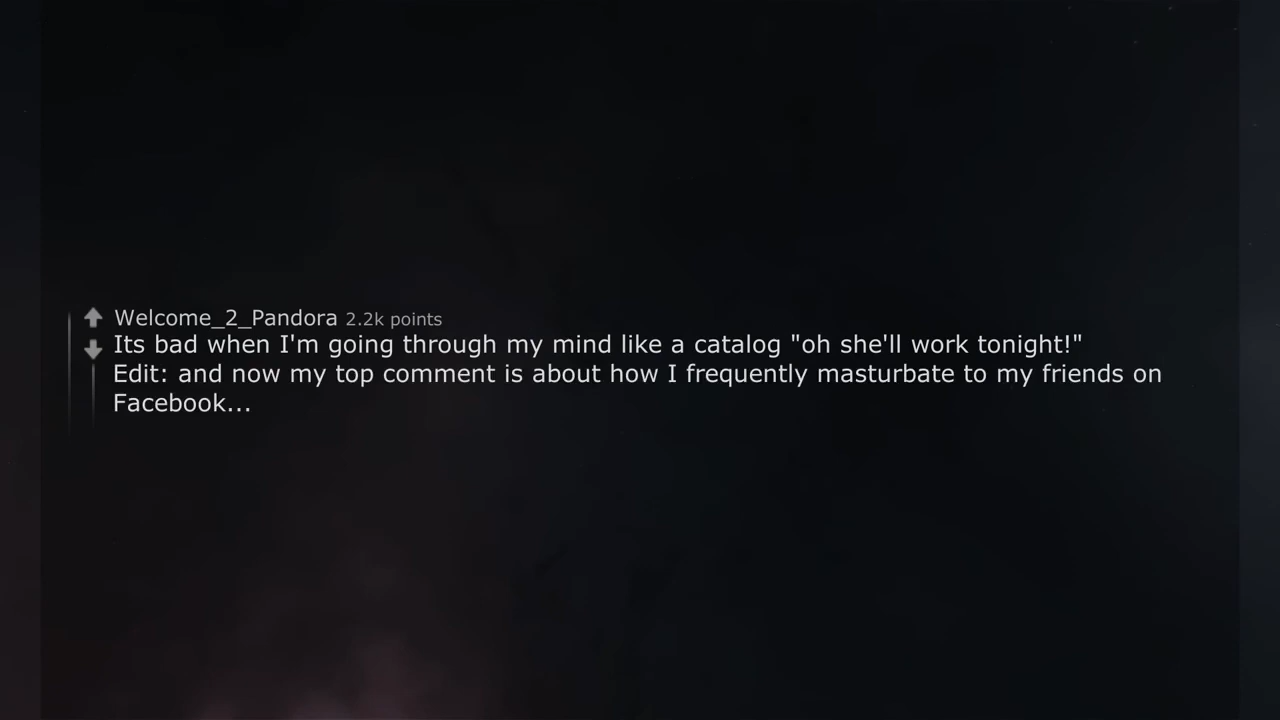 Welcome_2_Pandora 2.2k points
Its bad when I'm going through my mind like a catalog "oh she'll work tonight!"
Edit: and now my top comment is about how I frequently masturbate to my friends on
Facebook...